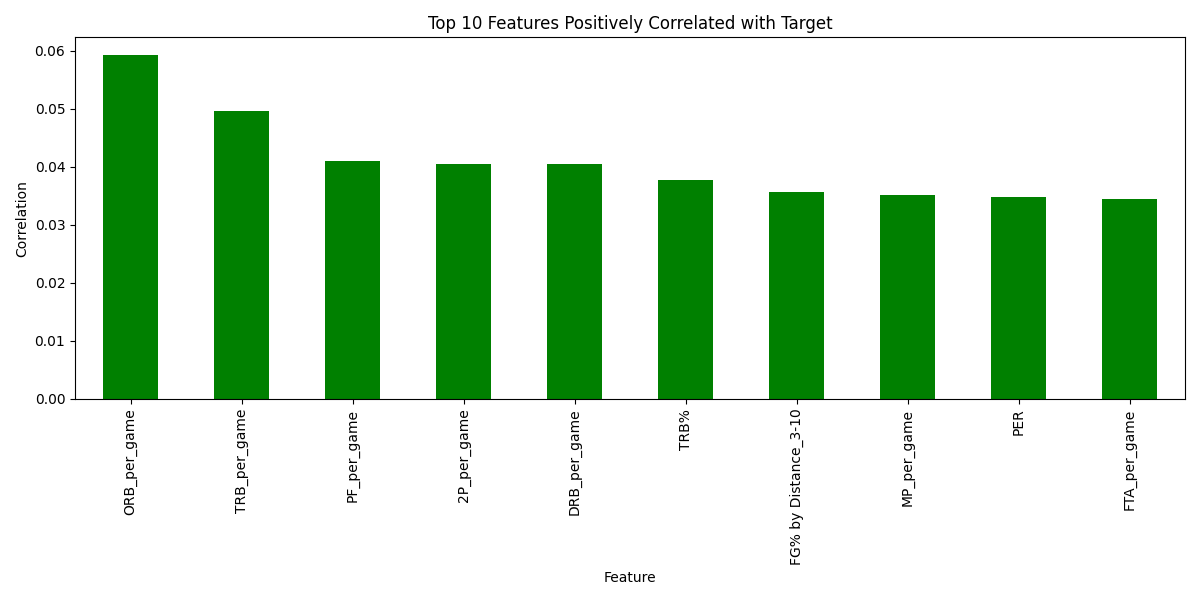 Top 10 Features Positively Correlated with Target
Correlation
0.06
0.05
0.04
0.03
0.02
0.01
0.00
ORB_per_game
TRB_per_game
PF_per_game
2P_per_game
DRB_per_game
TRB%
FG% by Distance_3-10
MP_per_game
PER
FTA_per_game
Feature